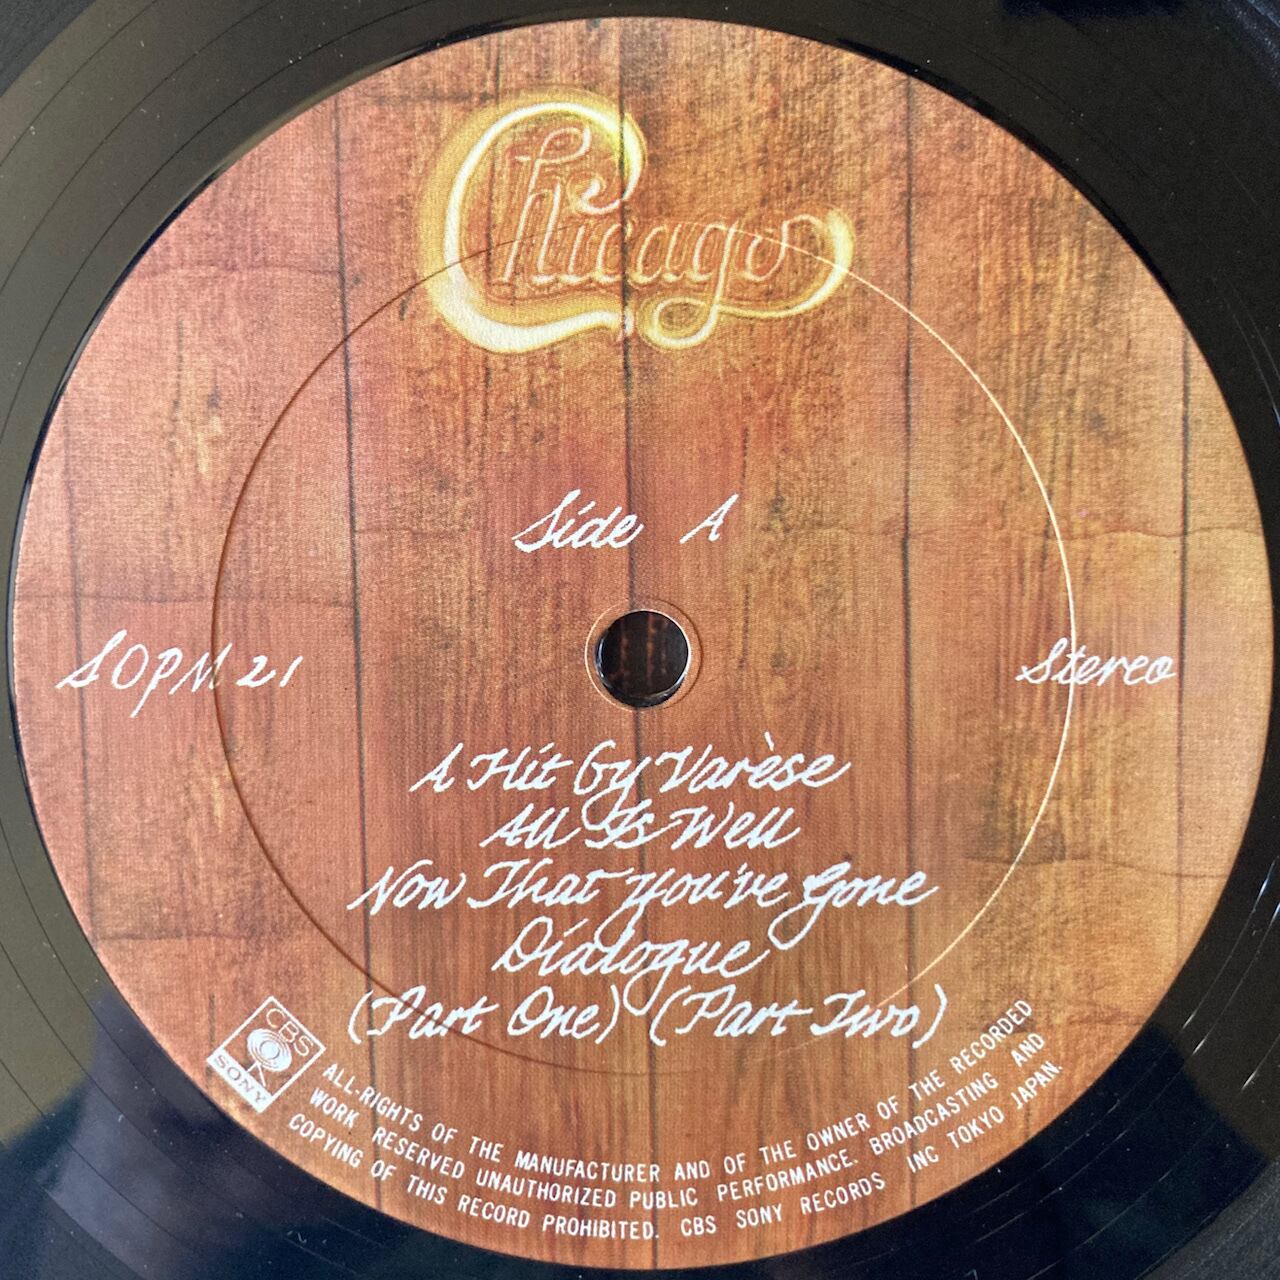 Chicago
Side A
SOPM 21
Stereo
A Hit By Varèse
All Is Well
Now That You've Gone
Dialogue
(Part One) (Part Two)
CBS
SONY
ALL-RIGHTS OF THE MANUFACTURER AND OF THE OWNER OF THE RECORDED
WORK RESERVED UNAUTHORIZED PUBLIC PERFORMANCE. BROADCASTING AND
COPYING OF THIS RECORD PROHIBITED. CBS SONY RECORDS INC TOKYO JAPAN.